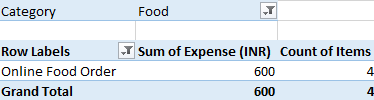 Category Food
Row Labels Sum of Expense (INR) Count of Items
Online Food Order 600 4
Grand Total 600 4